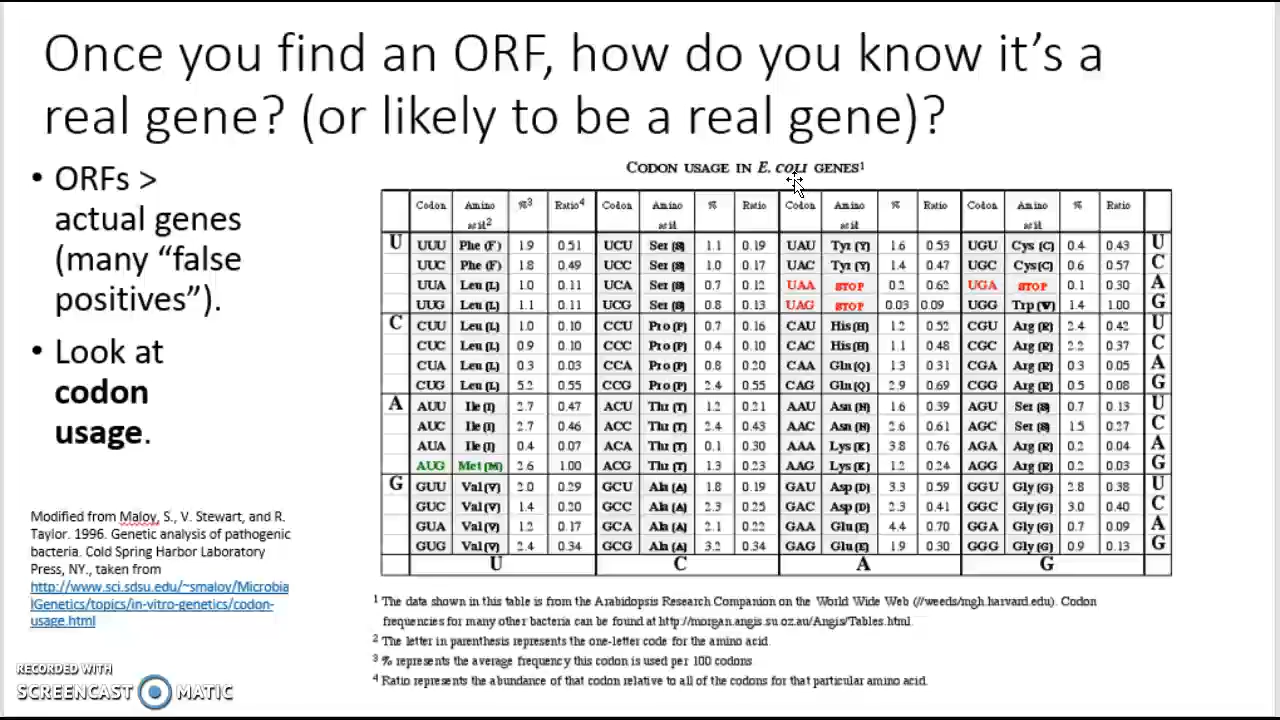 Once you find an ORF, how do you know it's a
real gene? (or likely to be a real gene)?
• ORFs >
actual genes
(many “false
positives”).
• Look at
codon
usage.
Modified from Maloy, S., V. Stewart, and R.
Taylor. 1996. Genetic analysis of pathogenic
bacteria. Cold Spring Harbor Laboratory
Press, NY., taken from
http://www.sci.sdsu.edu/~smaloy/Microbia
lGenetics/topics/in-vitro-genetics/codon-
usage.html
CODON USAGE IN E. COLI GENES1
Codon Amino acid2 %3 Ratio4 Codon Amino acid % Ratio Codon Amino acid % Ratio Codon Amino acid % Ratio
U UUU Phe (F) 1.9 0.51 UCU Ser (S) 1.1 0.19 UAU Tyr (Y) 1.6 0.53 UGU Cys (C) 0.4 0.43 U
UUC Phe (F) 1.8 0.49 UCC Ser (S) 1.0 0.17 UAC Tyr (Y) 1.4 0.47 UGC Cys (C) 0.6 0.57 C
UUA Leu (L) 1.0 0.11 UCA Ser (S) 0.7 0.12 UAA STOP 0.2 0.62 UGA STOP 0.1 0.30 A
UUG Leu (L) 1.1 0.11 UCG Ser (S) 0.8 0.13 UAG STOP 0.03 0.09 UGG Trp (W) 1.4 1.00 G
C CUU Leu (L) 1.0 0.10 CCU Pro (P) 0.7 0.16 CAU His (H) 1.2 0.52 CGU Arg (R) 2.4 0.42 U
CUC Leu (L) 0.9 0.10 CCC Pro (P) 0.4 0.10 CAC His (H) 1.1 0.48 CGC Arg (R) 2.2 0.37 C
CUA Leu (L) 0.3 0.03 CCA Pro (P) 0.8 0.20 CAA Gln (Q) 1.3 0.31 CGA Arg (R) 0.3 0.05 A
CUG Leu (L) 5.2 0.55 CCG Pro (P) 2.4 0.55 CAG Gln (Q) 2.9 0.69 CGG Arg (R) 0.5 0.08 G
A AUU Ile (I) 2.7 0.47 ACU Thr (T) 1.2 0.21 AAU Asn (N) 1.6 0.39 AGU Ser (S) 0.7 0.13 U
AUC Ile (I) 2.7 0.46 ACC Thr (T) 2.4 0.43 AAC Asn (N) 2.6 0.61 AGC Ser (S) 1.5 0.27 C
AUA Ile (I) 0.4 0.07 ACA Thr (T) 0.1 0.30 AAA Lys (K) 3.8 0.76 AGA Arg (R) 0.2 0.04 A
AUG Met (M) 2.6 1.00 ACG Thr (T) 1.3 0.23 AAG Lys (K) 1.2 0.24 AGG Arg (R) 0.2 0.03 G
G GUU Val (V) 2.0 0.29 GCU Ala (A) 1.8 0.19 GAU Asp (D) 3.3 0.59 GGU Gly (G) 2.8 0.38 U
GUC Val (V) 1.4 0.20 GCC Ala (A) 2.3 0.25 GAC Asp (D) 2.3 0.41 GGC Gly (G) 3.0 0.40 C
GUA Val (V) 1.2 0.17 GCA Ala (A) 2.1 0.22 GAA Glu (E) 4.4 0.70 GGA Gly (G) 0.7 0.09 A
GUG Val (V) 2.4 0.34 GCG Ala (A) 3.2 0.34 GAG Glu (E) 1.9 0.30 GGG Gly (G) 0.9 0.13 G
U C A G
1 The data shown in this table is from the Arabidopsis Research Companion on the World Wide Web (//weeds/mgh.harvard.edu). Codon
frequencies for many other bacteria can be found at http://morgan.angis.su.oz.au/Angis/Tables.html.
2 The letter in parenthesis represents the one-letter code for the amino acid.
3 % represents the average frequency this codon is used per 100 codons
4 Ratio represents the abundance of that codon relative to all of the codons for that particular amino acid.
RECORDED WITH
SCREENCAST MATIC